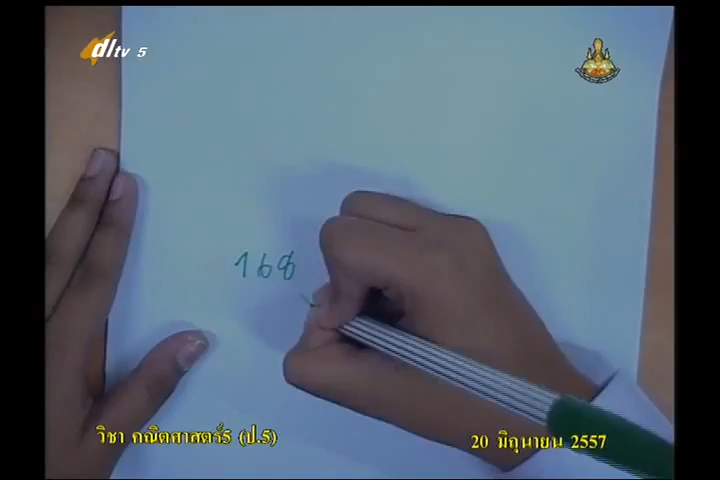 dltv 5
168
วิชา คณิตศาสตร์5 (ป.5)
20 มิถุนายน 2557